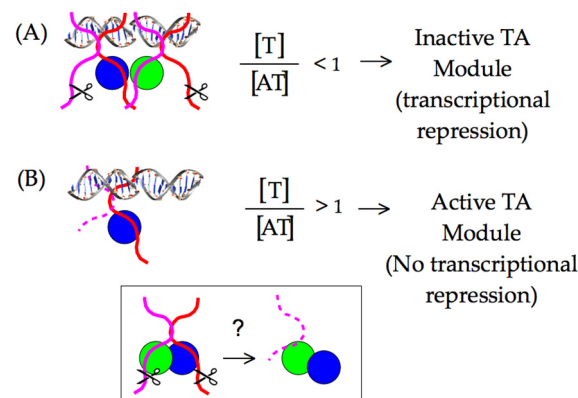 (A)
[T]
[AT]
< 1
Inactive TA
Module
(transcriptional
repression)
(B)
[T]
[AT]
> 1
Active TA
Module
(No transcriptional
repression)
?